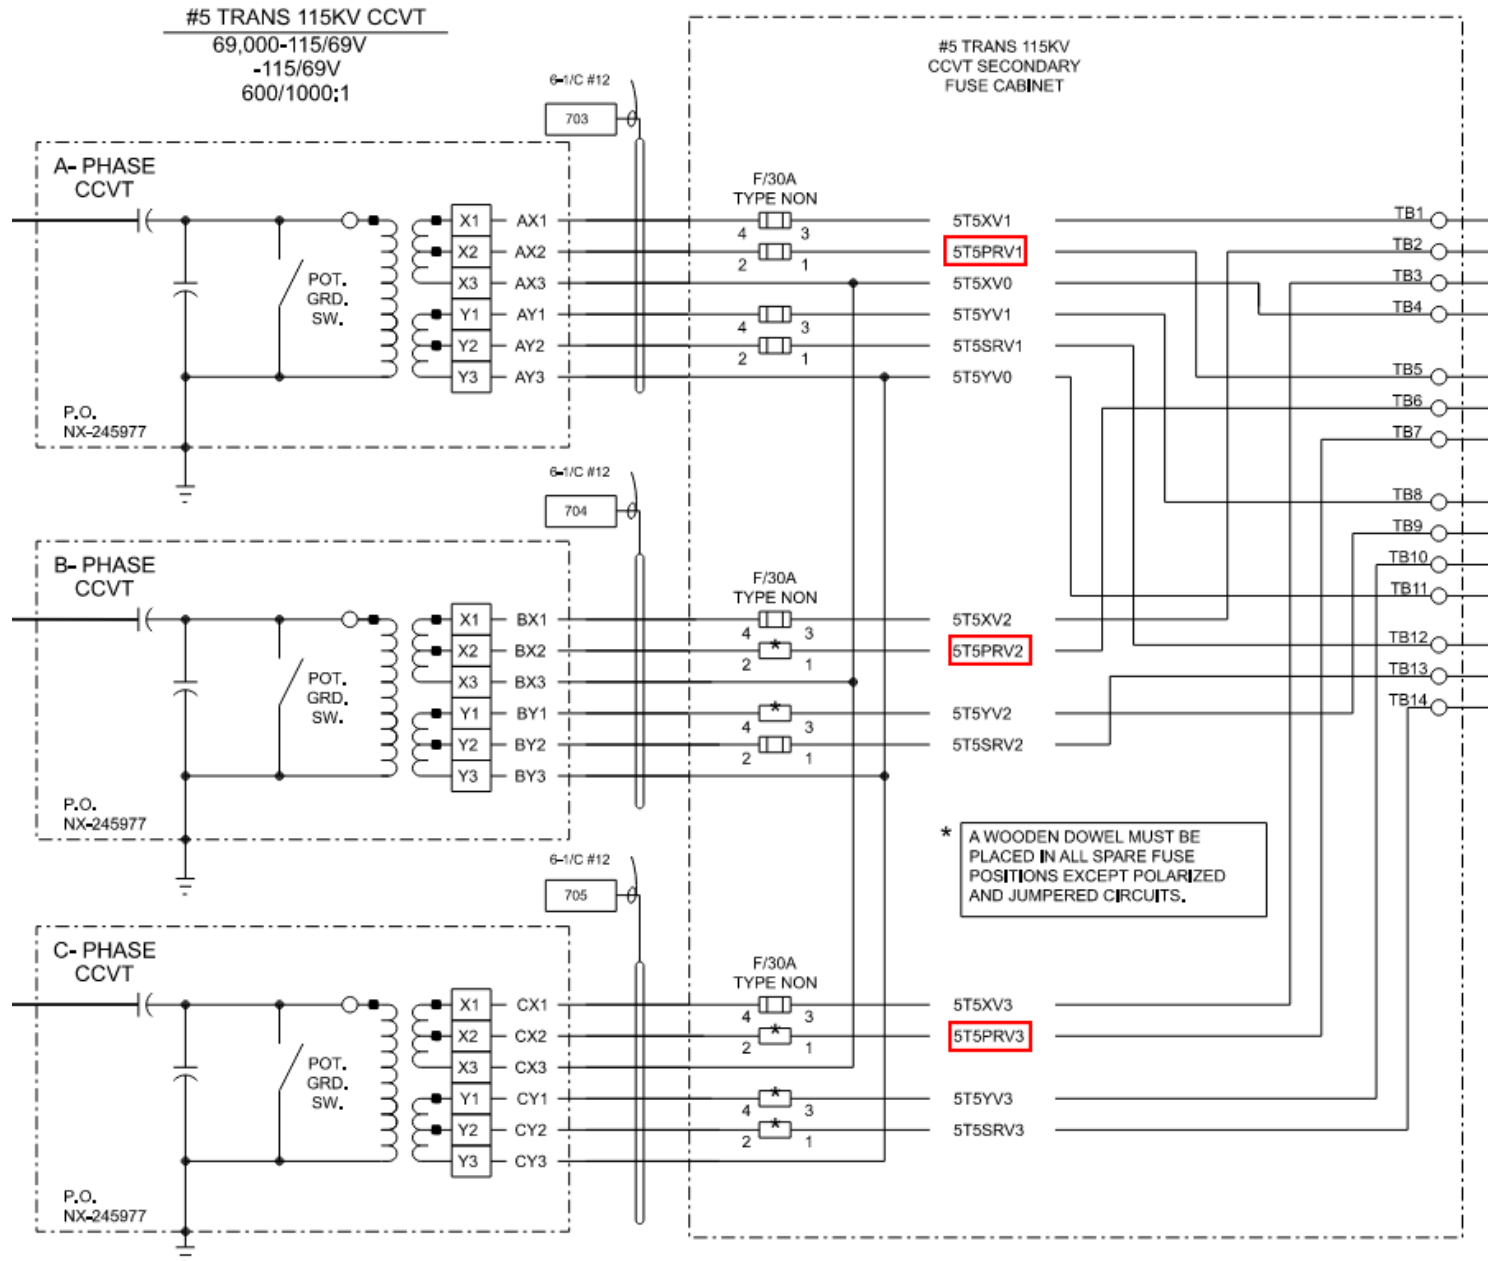 #5 TRANS 115KV CCVT
69,000-115/69V
-115/69V
600/1000:1
#5 TRANS 115KV
CCVT SECONDARY
FUSE CABINET
6-1/C #12
703
A- PHASE
CCVT
POT.
GRD.
SW.
P.O.
NX-245977
X1 AX1
X2 AX2
X3 AX3
Y1 AY1
Y2 AY2
Y3 AY3
F/30A
TYPE NON
4 3
2 1
4 3
2 1
5T5XV1
5T5PRV1
5T5XV0
5T5YV1
5T5SRV1
5T5YV0
TB1
TB2
TB3
TB4
TB5
TB6
TB7
TB8
TB9
TB10
TB11
TB12
TB13
TB14
6-1/C #12
704
B- PHASE
CCVT
POT.
GRD.
SW.
P.O.
NX-245977
X1 BX1
X2 BX2
X3 BX3
Y1 BY1
Y2 BY2
Y3 BY3
F/30A
TYPE NON
4 3
*
2 1
*
4 3
2 1
5T5XV2
5T5PRV2
5T5YV2
5T5SRV2
* A WOODEN DOWEL MUST BE
PLACED IN ALL SPARE FUSE
POSITIONS EXCEPT POLARIZED
AND JUMPERED CIRCUITS.
6-1/C #12
705
C- PHASE
CCVT
POT.
GRD.
SW.
P.O.
NX-245977
X1 CX1
X2 CX2
X3 CX3
Y1 CY1
Y2 CY2
Y3 CY3
F/30A
TYPE NON
4 3
*
2 1
*
4 3
*
2 1
5T5XV3
5T5PRV3
5T5YV3
5T5SRV3